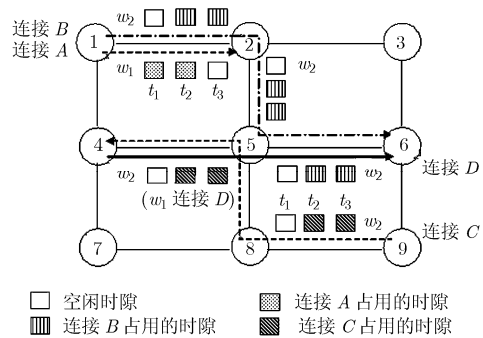 连接 B
连接 A
w₂
1
2
3
w₁
w₂
t₁ t₂ t₃
4
5
6
连接 D
w₂
w₂
(w₁ 连接 D)
t₁ t₂ t₃
w₂
连接 C
7
8
9
空闲时隙
连接 A 占用的时隙
连接 B 占用的时隙
连接 C 占用的时隙